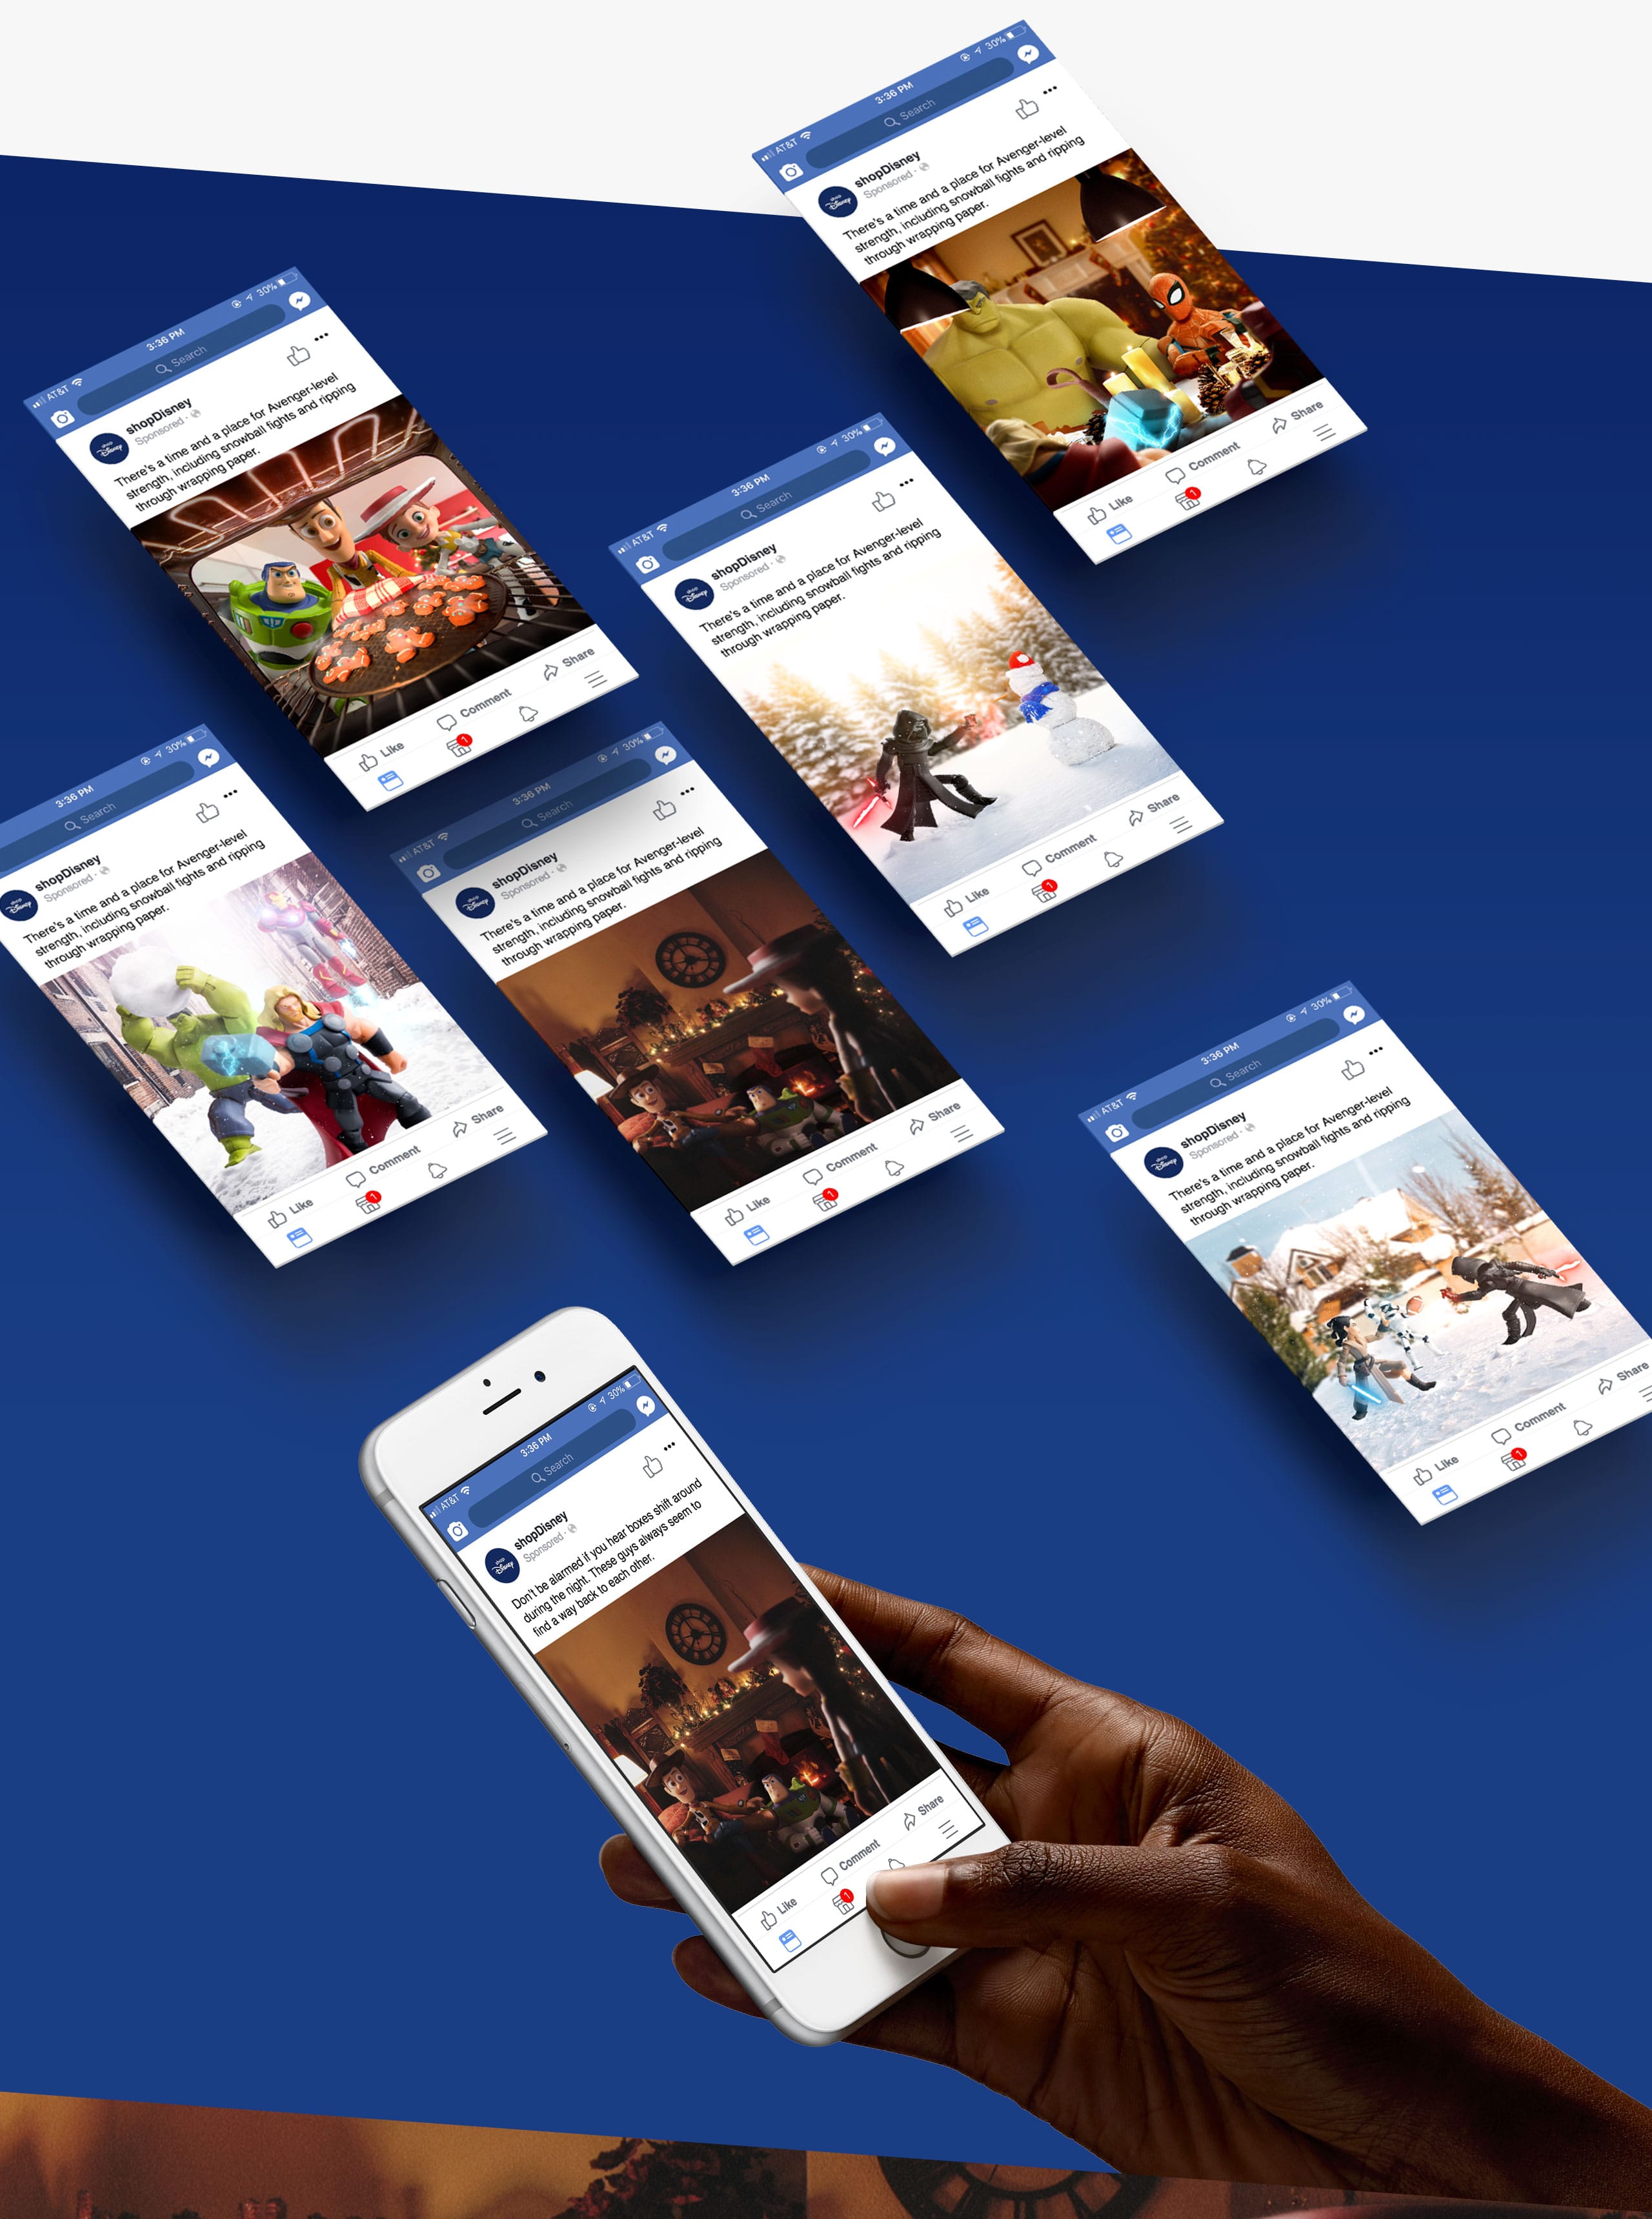 AT&T 3:36 PM 30%
Search
shopDisney
Sponsored ·
There's a time and a place for Avenger-level
strength, including snowball fights and ripping
through wrapping paper.
Like Comment Share
1
AT&T 3:36 PM 30%
Search
shopDisney
Sponsored ·
There's a time and a place for Avenger-level
strength, including snowball fights and ripping
through wrapping paper.
Like Comment Share
1
AT&T 3:36 PM 30%
Search
shopDisney
Sponsored ·
There's a time and a place for Avenger-level
strength, including snowball fights and ripping
through wrapping paper.
Like Comment Share
1
3:36 PM 30%
Search
shopDisney
Sponsored ·
There's a time and a place for Avenger-level
strength, including snowball fights and ripping
through wrapping paper.
Like Comment Share
1
AT&T 3:36 PM 30%
Search
shopDisney
Sponsored ·
There's a time and a place for Avenger-level
strength, including snowball fights and ripping
through wrapping paper.
Like Comment Share
1
AT&T 3:36 PM 30%
Search
shopDisney
Sponsored ·
There's a time and a place for Avenger-level
strength, including snowball fights and ripping
through wrapping paper.
Like Comment Share
1
AT&T 3:36 PM 30%
Search
shopDisney
Sponsored ·
Don't be alarmed if you hear boxes shift around
during the night. These guys always seem to
find a way back to each other.
Like Comment Share
1